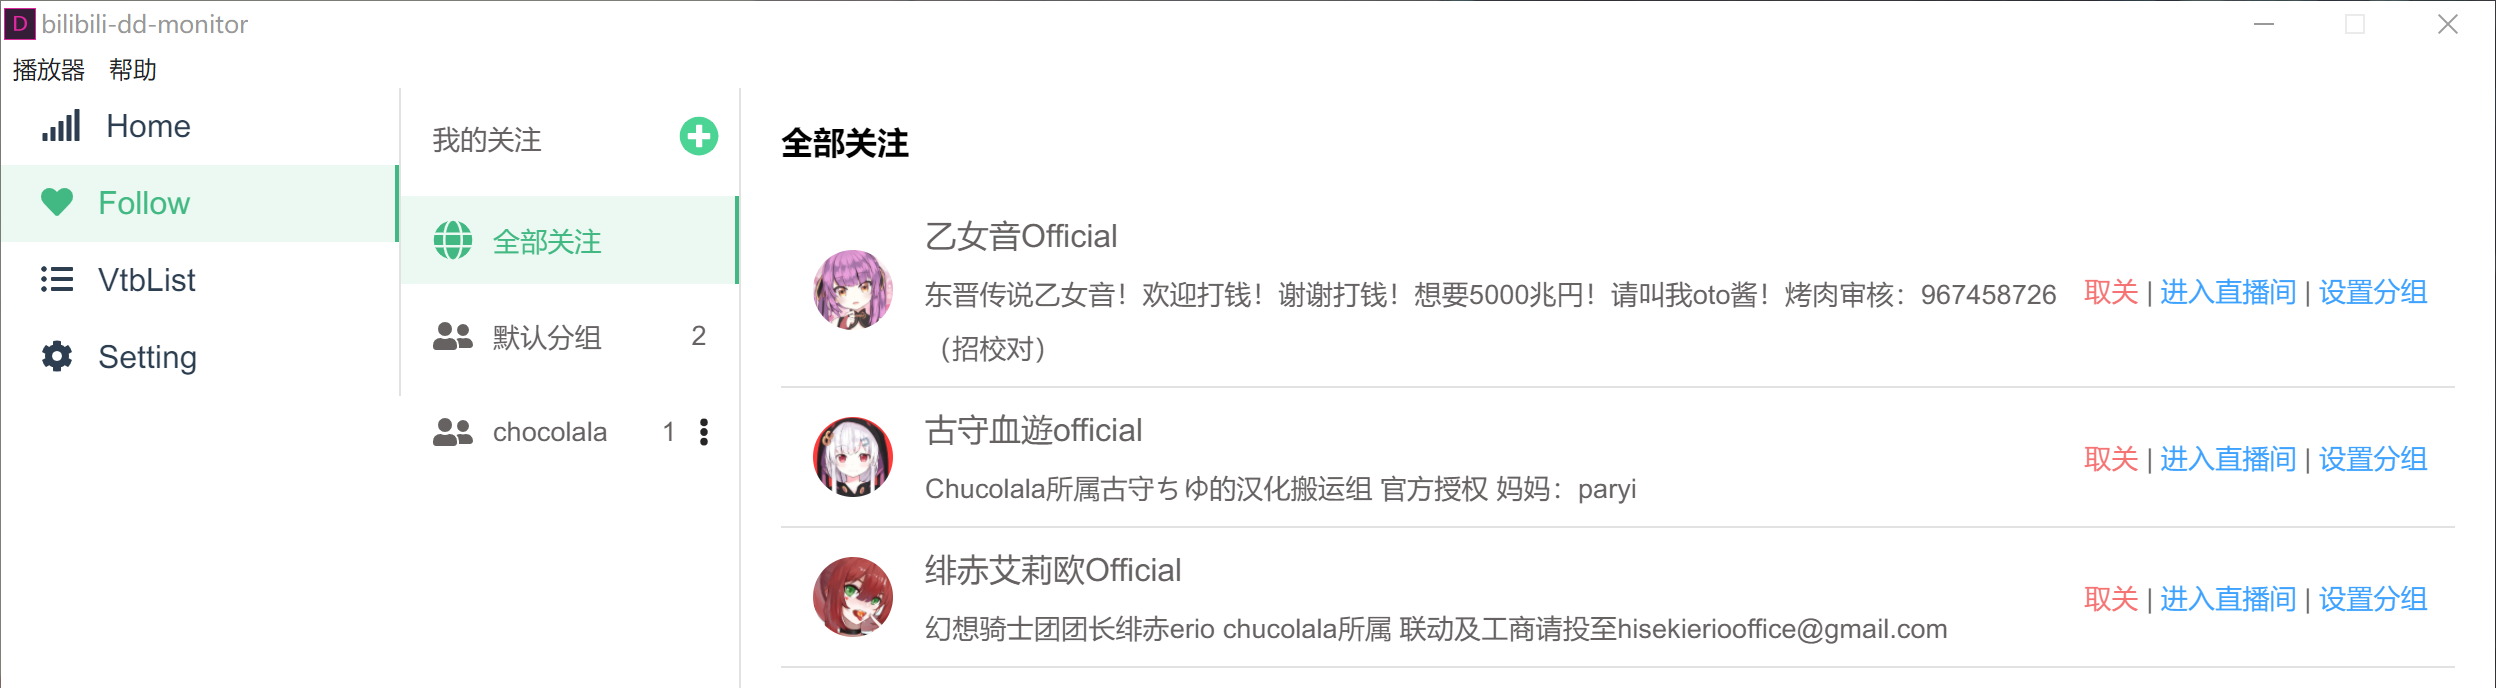 D bilibili-dd-monitor
播放器 帮助
Home
Follow
VtbList
Setting
我的关注
全部关注
默认分组 2
chocolala 1
全部关注
乙女音Official
东晋传说乙女音！欢迎打钱！谢谢打钱！想要5000兆円！请叫我oto酱！烤肉审核：967458726
（招校对）
取关 | 进入直播间 | 设置分组
古守血遊official
Chucolala所属古守ちゆ的汉化搬运组 官方授权 妈妈：paryi
取关 | 进入直播间 | 设置分组
绯赤艾莉欧Official
幻想骑士团团长绯赤erio chucolala所属 联动及工商请投至hisekieriooffice@gmail.com
取关 | 进入直播间 | 设置分组